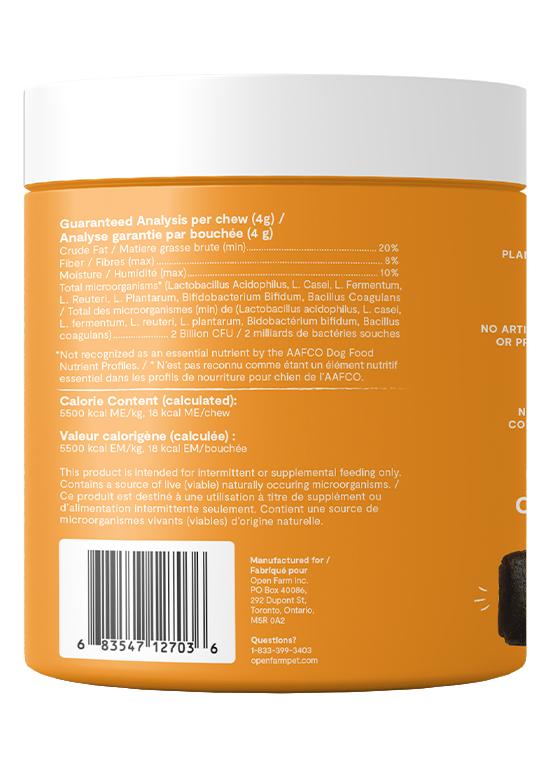 Guaranteed Analysis per chew (4g) /
Analyse garantie par bouchée (4 g)
Crude Fat / Matiere grasse brute (min)..........20%
Fiber / Fibres (max)..........8%
Moisture / Humidité (max)..........10%
Total microorganisms* (Lactobacillus Acidophilus, L. Casei, L. Fermentum,
L. Reuteri, L. Plantarum, Bifidobacterium Bifidum, Bacillus Coagulans
/ Total des microorganismes (min) de (Lactobacillus acidophilus, L. casei,
L. fermentum, L. reuteri, L. plantarum, Bidobactérium bifidum, Bacillus
coagulans)..........2 Billion CFU / 2 milliards de bactéries souches
*Not recognized as an essential nutrient by the AAFCO Dog Food
Nutrient Profiles. / * N'est pas reconnu comme étant un élément nutritif
essentiel dans les profils de nourriture pour chien de l'AAFCO.
Calorie Content (calculated):
5500 kcal ME/kg, 18 kcal ME/chew
Valeur calorigène (calculée) :
5500 kcal EM/kg, 18 kcal EM/bouchée
This product is intended for intermittent or supplemental feeding only.
Contains a source of live (viable) naturally occuring microorganisms. /
Ce produit est destiné à une utilisation à titre de supplément ou
d'alimentation intermittente seulement. Contient une source de
microorganismes vivants (viables) d'origine naturelle.
6 83547 12703 6
Manufactured for /
Fabriqué pour
Open Farm Inc.
PO Box 40086,
292 Dupont St,
Toronto, Ontario,
M5R 0A2
Questions?
1-833-399-3403
openfarmpet.com
PLAN
NO ARTI
OR PR
N
CO